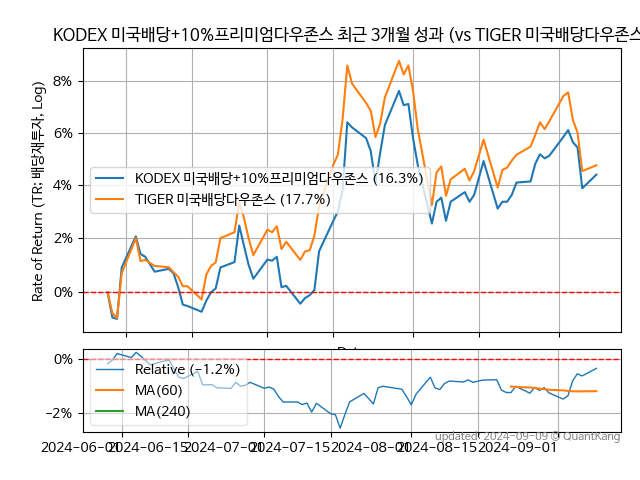 KODEX 미국배당+10%프리미엄다우존스 최근 3개월 성과 (vs TIGER 미국배당다우존스
Rate of Return (TR: 배당재투자, Log)
8%
6%
4%
2%
0%
KODEX 미국배당+10%프리미엄다우존스 (16.3%)
TIGER 미국배당다우존스 (17.7%)
0%
−2%
Relative (−1.2%)
MA(60)
MA(240)
updated: 2024-09-09 © QuantKang
2024−06−01
2024−06−15
2024−07−01
2024−07−15
2024−08−01
2024−08−15
2024−09−01